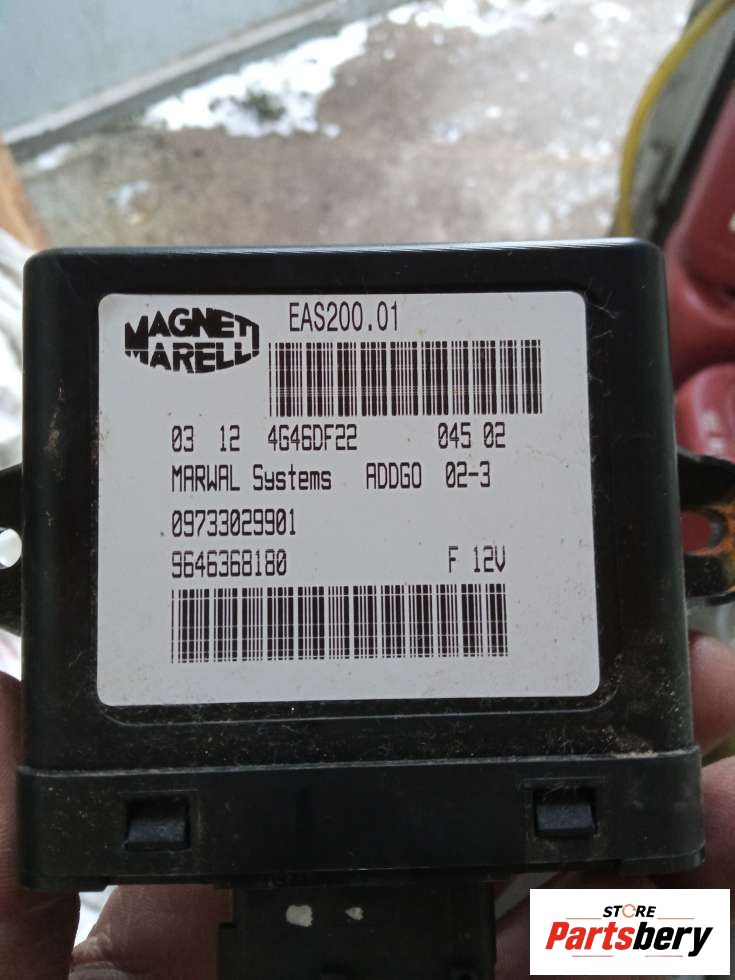 MAGNETI
MARELLI
EAS200.01
03 12 4G46DF22 045 02
MARWAL Systems ADDGO 02-3
09733029901
9646368180 F 12V
STORE
Partsbery